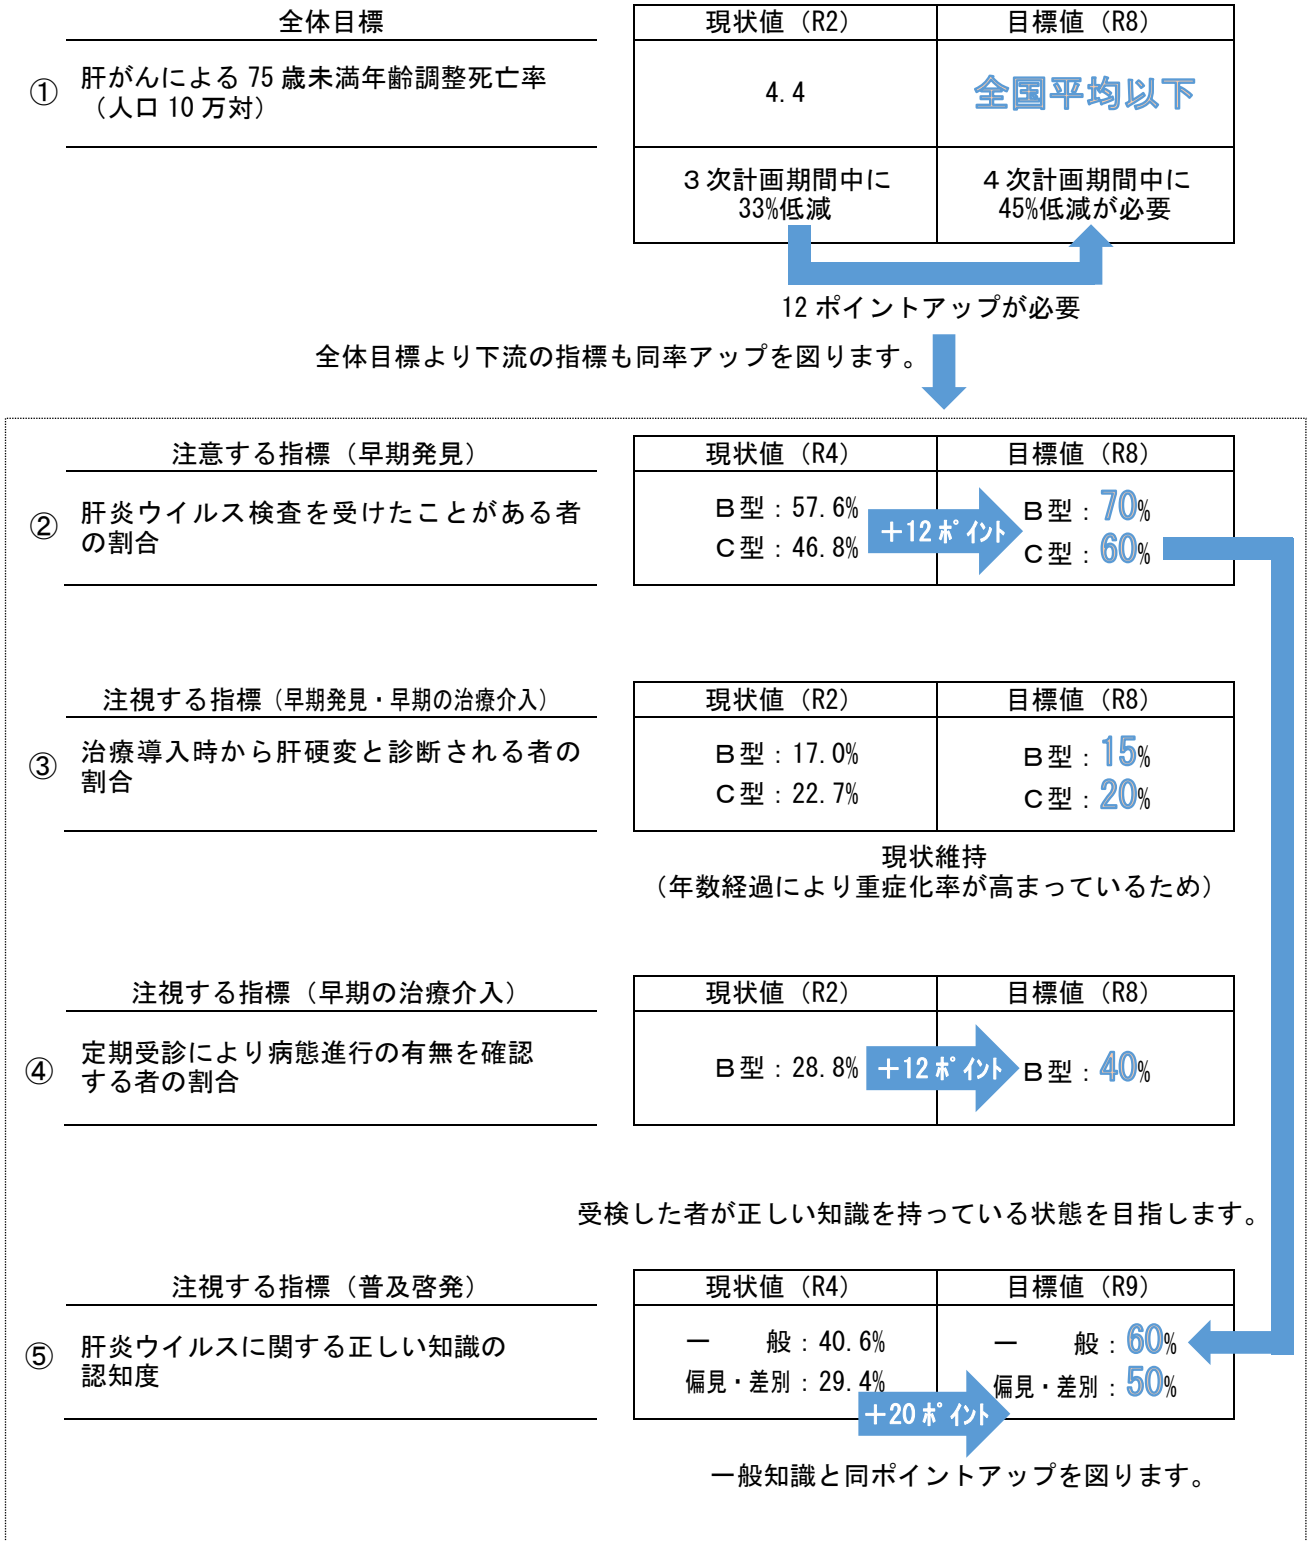 全体目標
現状値（R2）
目標値（R8）
①
肝がんによる 75 歳未満年齢調整死亡率
（人口 10 万対）
4.4
全国平均以下
３次計画期間中に
33%低減
４次計画期間中に
45%低減が必要
12 ポイントアップが必要
全体目標より下流の指標も同率アップを図ります。
注意する指標（早期発見）
現状値（R4）
目標値（R8）
②
肝炎ウイルス検査を受けたことがある者
の割合
Ｂ型：57.6%
Ｃ型：46.8%
＋12 ﾎﾟｲﾝﾄ
Ｂ型：70%
Ｃ型：60%
注視する指標（早期発見・早期の治療介入）
現状値（R2）
目標値（R8）
③
治療導入時から肝硬変と診断される者の
割合
Ｂ型：17.0%
Ｃ型：22.7%
Ｂ型：15%
Ｃ型：20%
現状維持
（年数経過により重症化率が高まっているため）
注視する指標（早期の治療介入）
現状値（R2）
目標値（R8）
④
定期受診により病態進行の有無を確認
する者の割合
Ｂ型：28.8%
＋12 ﾎﾟｲﾝﾄ
Ｂ型：40%
受検した者が正しい知識を持っている状態を目指します。
注視する指標（普及啓発）
現状値（R4）
目標値（R9）
⑤
肝炎ウイルスに関する正しい知識の
認知度
一　　般：40.6%
偏見・差別：29.4%
＋20 ﾎﾟｲﾝﾄ
一　　般：60%
偏見・差別：50%
一般知識と同ポイントアップを図ります。